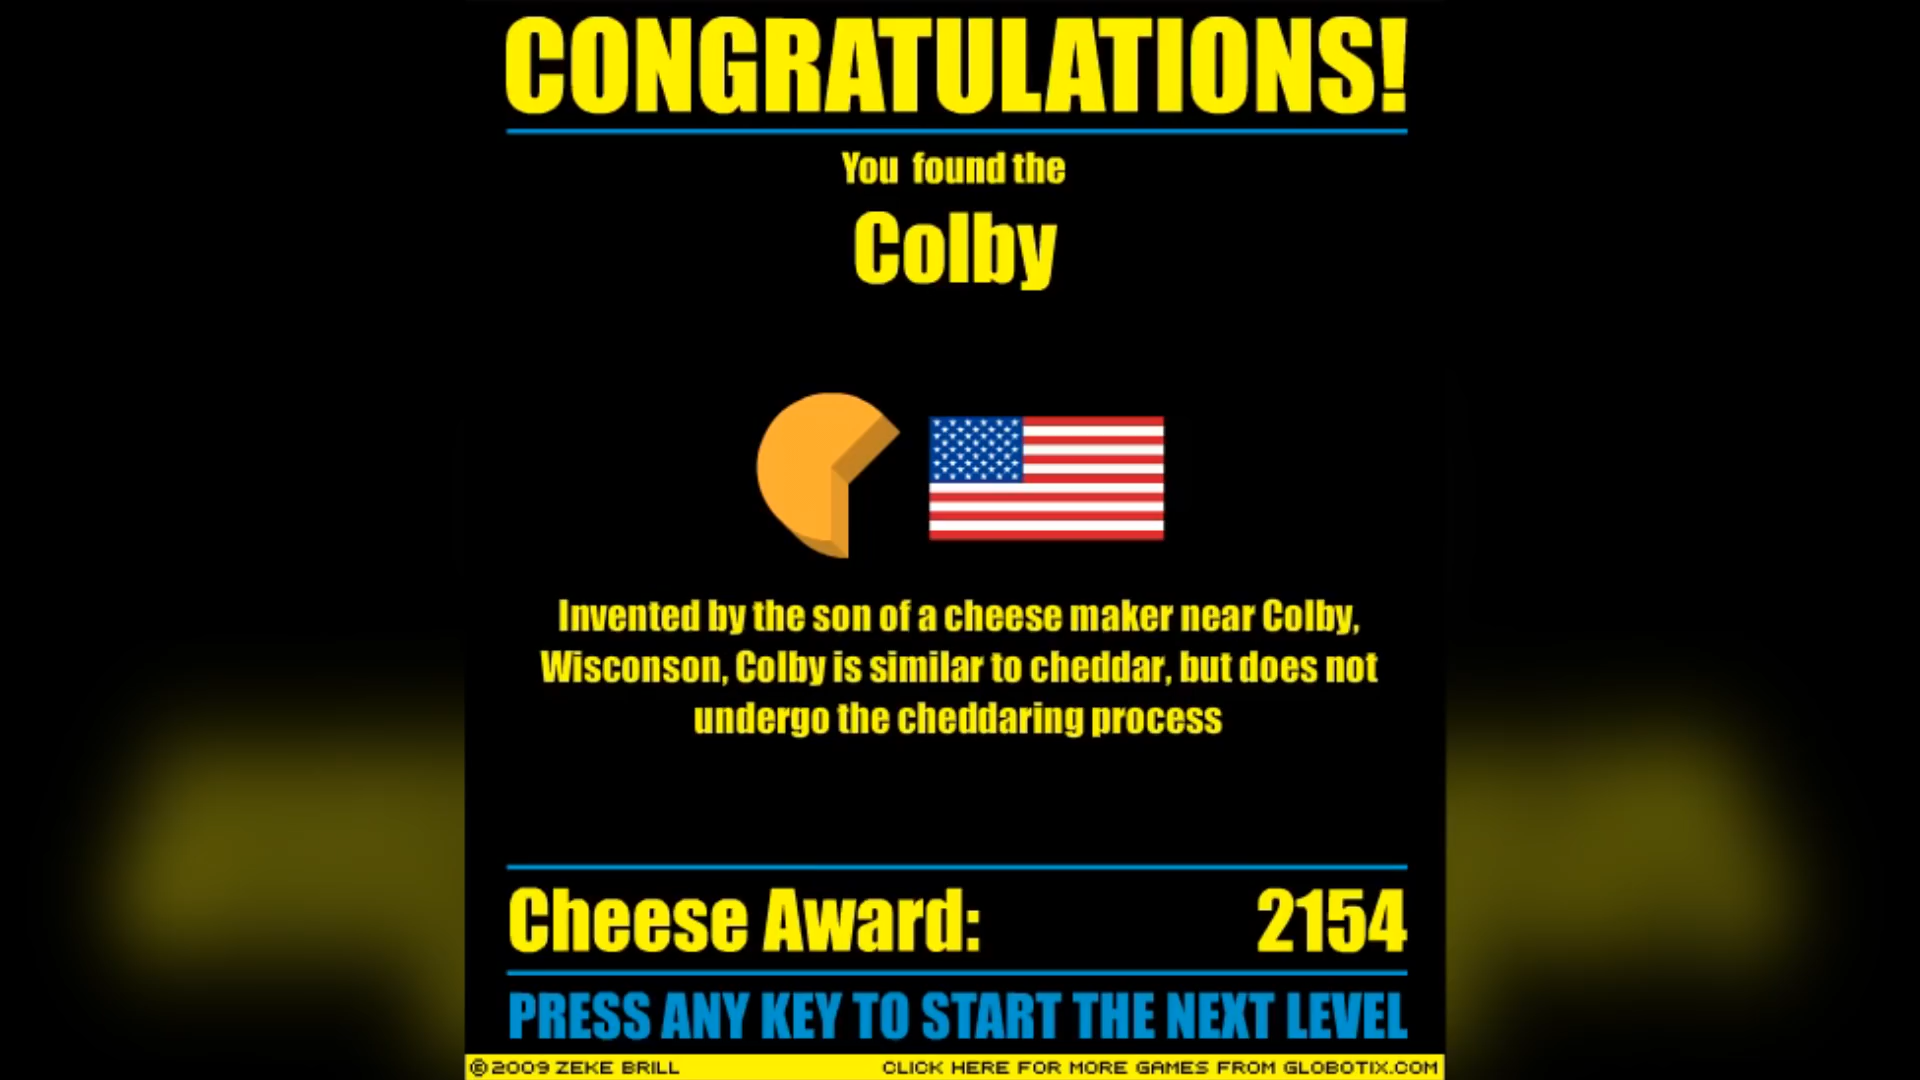 CONGRATULATIONS!
You found the
Colby
Invented by the son of a cheese maker near Colby,
Wisconson, Colby is similar to cheddar, but does not
undergo the cheddaring process
Cheese Award: 2154
PRESS ANY KEY TO START THE NEXT LEVEL
©2009 ZEKE BRILL CLICK HERE FOR MORE GAMES FROM GLOBOTIX.COM